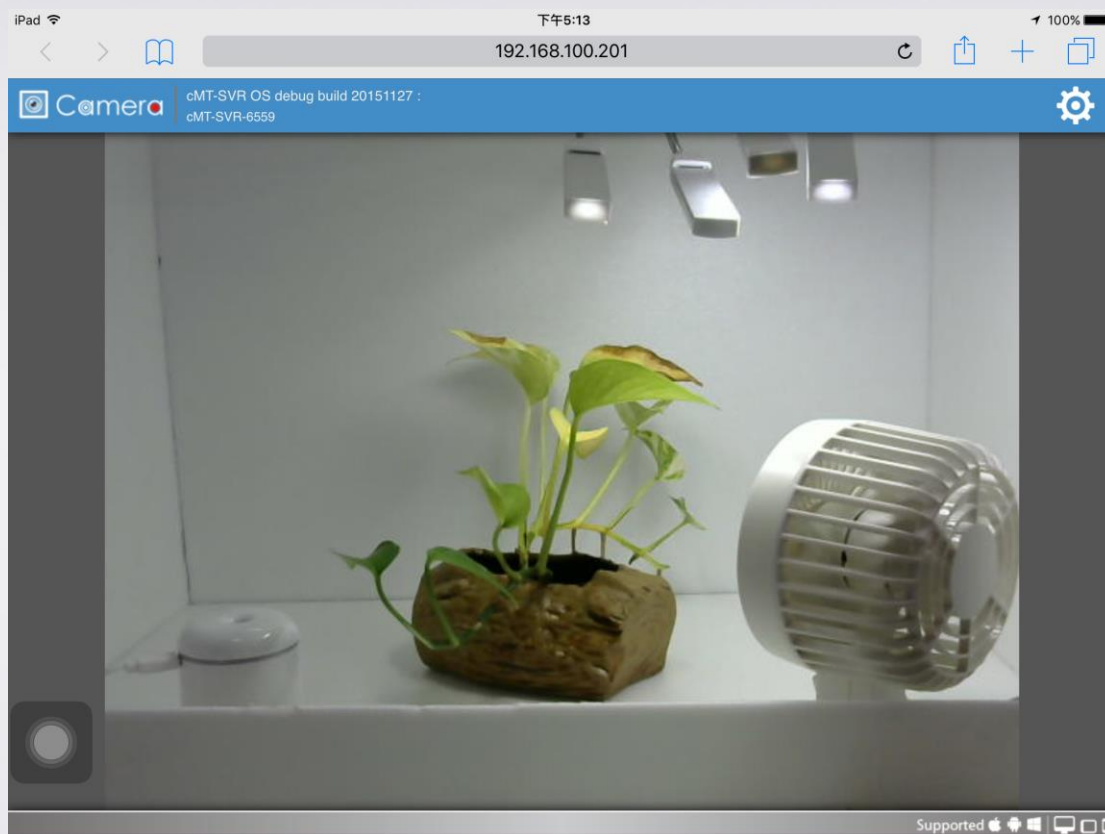 iPad
下午5:13
100%
192.168.100.201
Camera
cMT-SVR OS debug build 20151127 :
cMT-SVR-6559
Supported